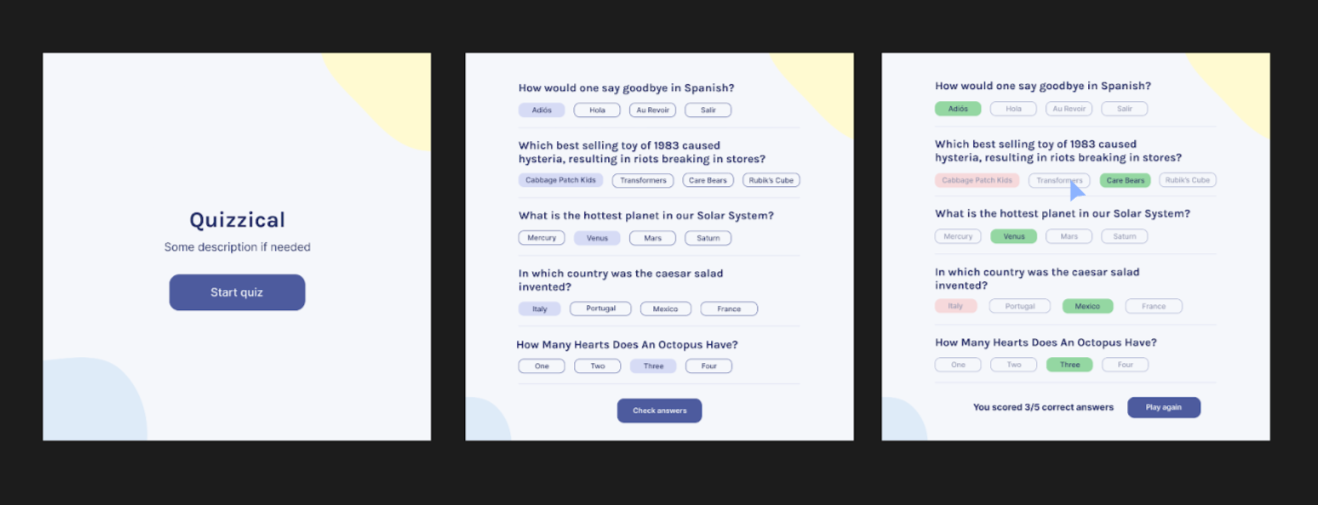 Quizzical
Some description if needed
Start quiz
How would one say goodbye in Spanish?
Adiós Hola Au Revoir Salir
Which best selling toy of 1983 caused
hysteria, resulting in riots breaking in stores?
Cabbage Patch Kids Transformers Care Bears Rubik's Cube
What is the hottest planet in our Solar System?
Mercury Venus Mars Saturn
In which country was the caesar salad
invented?
Italy Portugal Mexico France
How Many Hearts Does An Octopus Have?
One Two Three Four
Check answers
How would one say goodbye in Spanish?
Adiós Hola Au Revoir Salir
Which best selling toy of 1983 caused
hysteria, resulting in riots breaking in stores?
Cabbage Patch Kids Transformers Care Bears Rubik's Cube
What is the hottest planet in our Solar System?
Mercury Venus Mars Saturn
In which country was the caesar salad
invented?
Italy Portugal Mexico France
How Many Hearts Does An Octopus Have?
One Two Three Four
You scored 3/5 correct answers Play again